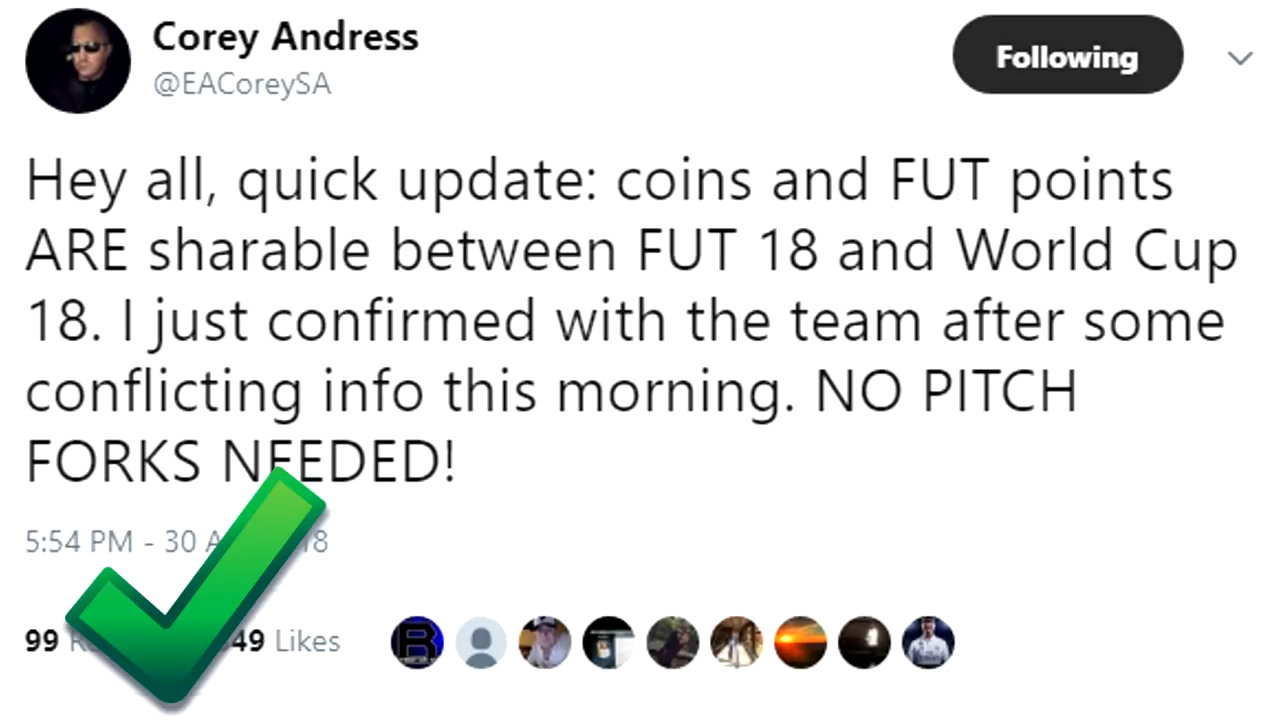 Corey Andress
@EACoreySA
Following
Hey all, quick update: coins and FUT points
ARE sharable between FUT 18 and World Cup
18. I just confirmed with the team after some
conflicting info this morning. NO PITCH
FORKS NEEDED!
5:54 PM - 30 18
99 49 Likes
B